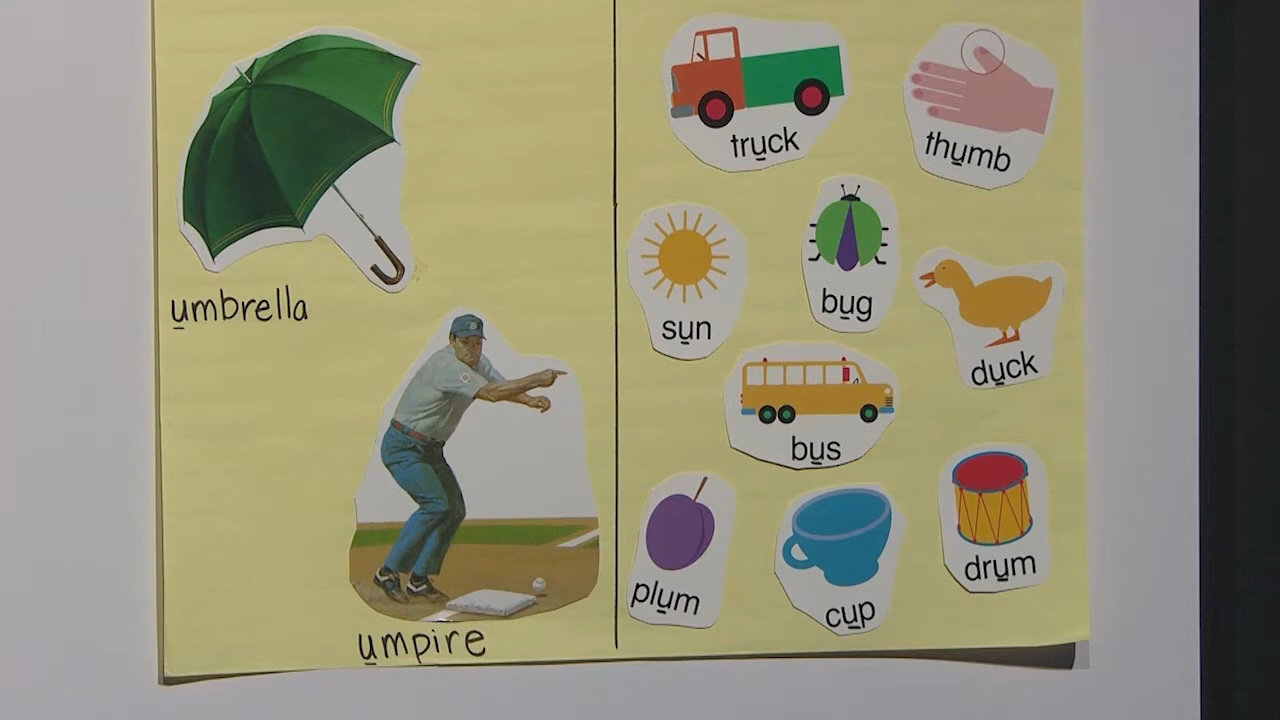 umbrella
umpire
truck
thumb
sun
bug
duck
bus
plum
cup
drum